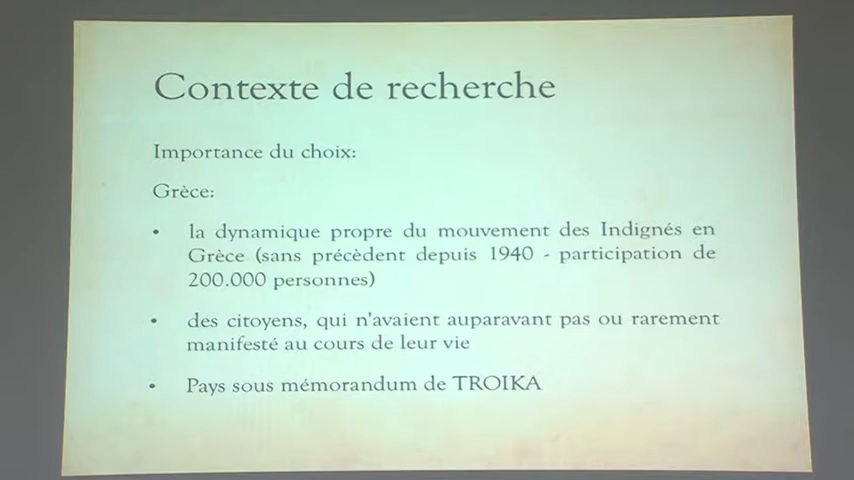 Contexte de recherche
Importance du choix:
Grèce:
• la dynamique propre du mouvement des Indignés en
Grèce (sans précèdent depuis 1940 - participation de
200.000 personnes)
• des citoyens, qui n'avaient auparavant pas ou rarement
manifesté au cours de leur vie
• Pays sous mémorandum de TROIKA